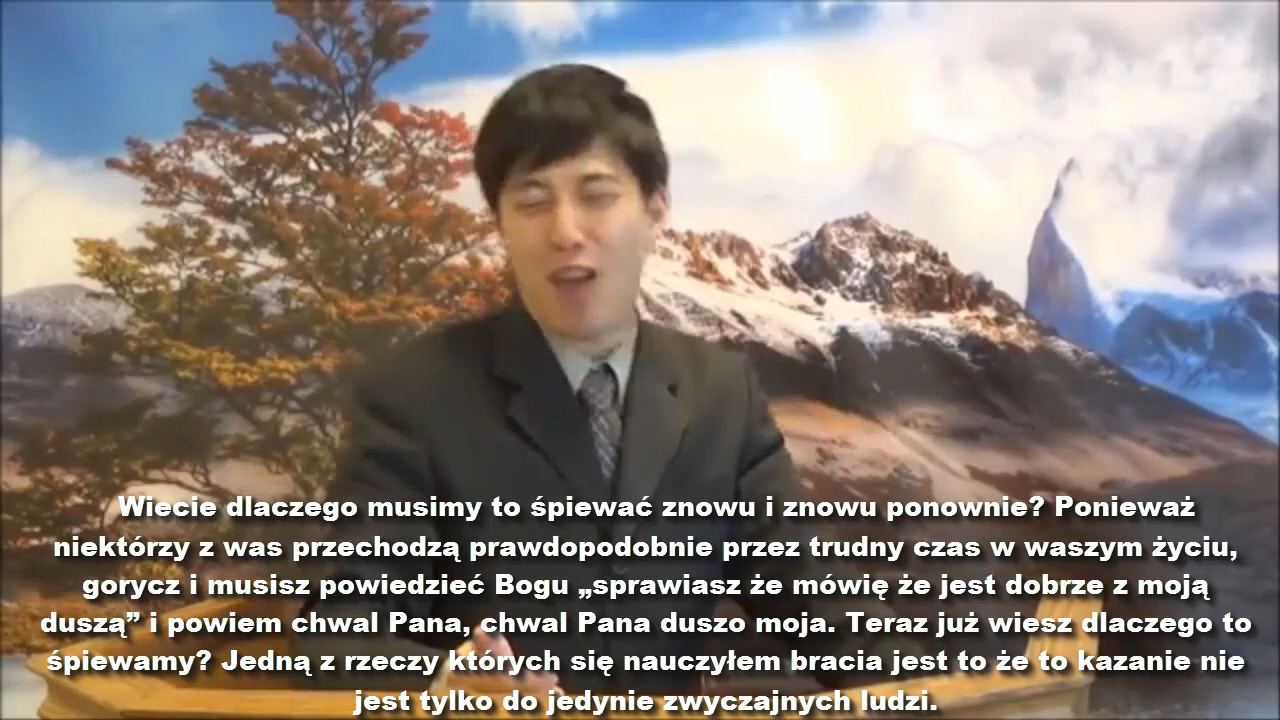 Wiecie dlaczego musimy to śpiewać znowu i znowu ponownie? Ponieważ
niektórzy z was przechodzą prawdopodobnie przez trudny czas w waszym życiu,
gorycz i musisz powiedzieć Bogu „sprawiasz że mówię że jest dobrze z moją
duszą” i powiem chwal Pana, chwal Pana duszo moja. Teraz już wiesz dlaczego to
śpiewamy? Jedną z rzeczy których się nauczyłem bracia jest to że to kazanie nie
jest tylko do jedynie zwyczajnych ludzi.